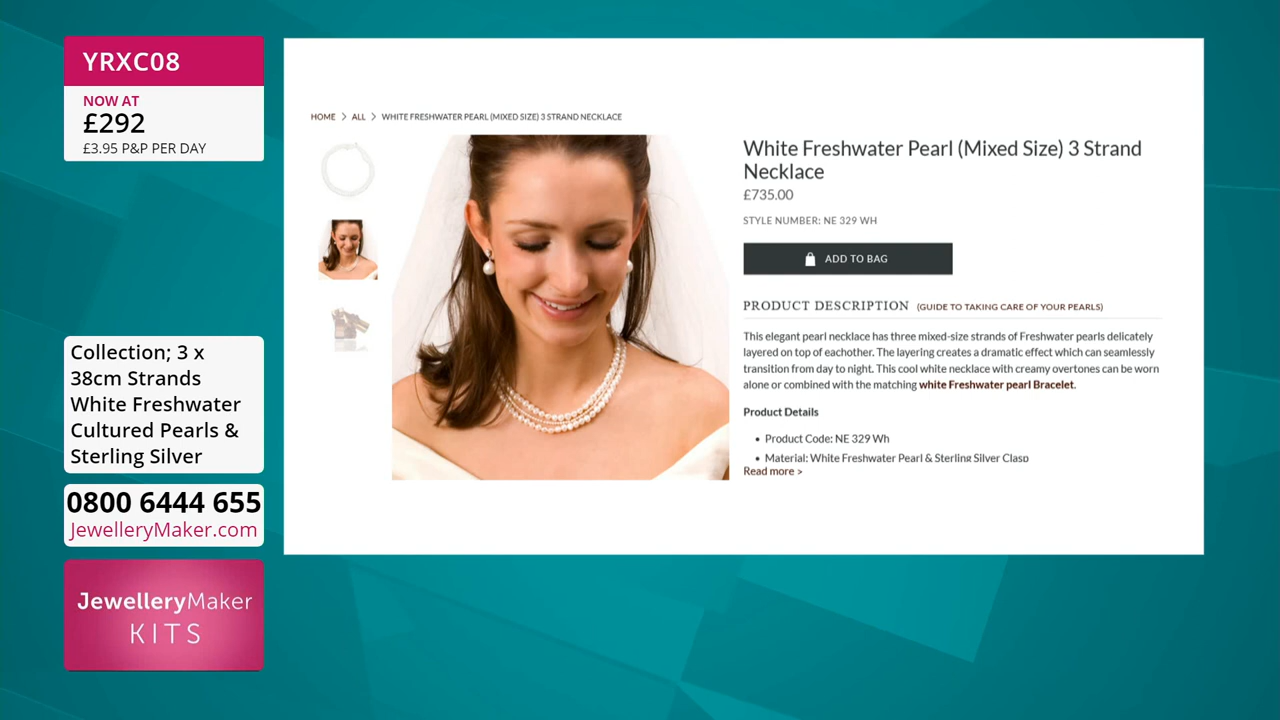 YRXC08
NOW AT
£292
£3.95 P&P PER DAY
Collection; 3 x
38cm Strands
White Freshwater
Cultured Pearls &
Sterling Silver
0800 6444 655
JewelleryMaker.com
JewelleryMaker
KITS
HOME > ALL > WHITE FRESHWATER PEARL (MIXED SIZE) 3 STRAND NECKLACE
White Freshwater Pearl (Mixed Size) 3 Strand
Necklace
£735.00
STYLE NUMBER: NE 329 WH
ADD TO BAG
PRODUCT DESCRIPTION (GUIDE TO TAKING CARE OF YOUR PEARLS)
This elegant pearl necklace has three mixed-size strands of Freshwater pearls delicately
layered on top of eachother. The layering creates a dramatic effect which can seamlessly
transition from day to night. This cool white necklace with creamy overtones can be worn
alone or combined with the matching white Freshwater pearl Bracelet.
Product Details
• Product Code: NE 329 Wh
• Material: White Freshwater Pearl & Sterling Silver Clasp
Read more >